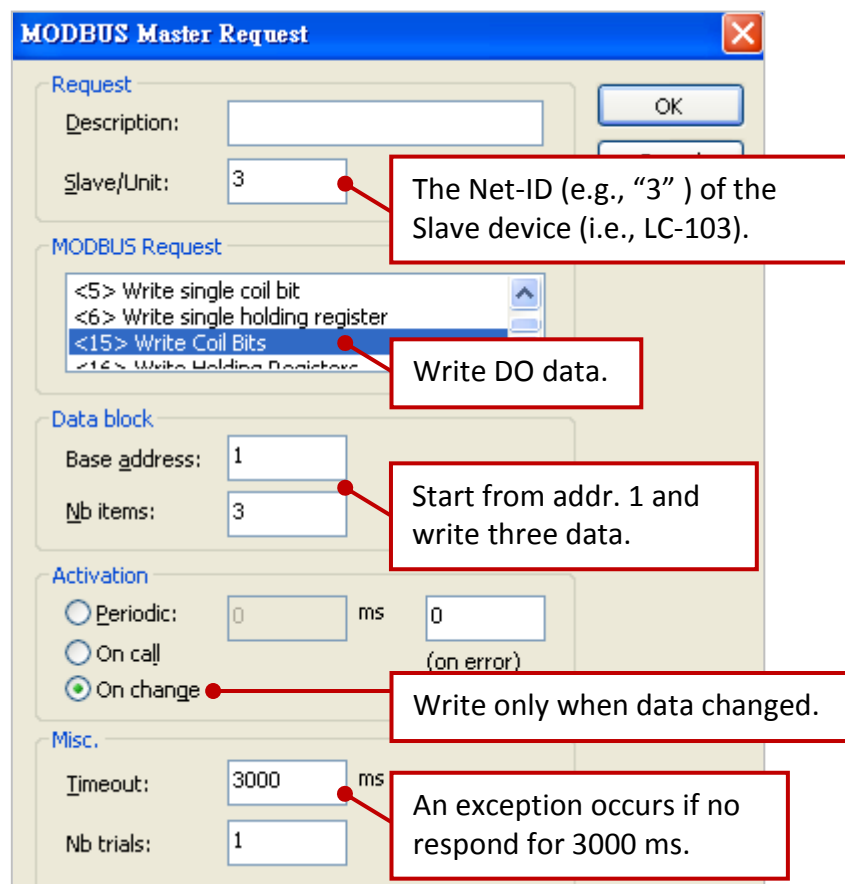 MODBUS Master Request
Request
OK
Description:
Slave/Unit:
3
The Net-ID (e.g., “3” ) of the
Slave device (i.e., LC-103).
MODBUS Request
<5> Write single coil bit
<6> Write single holding register
<15> Write Coil Bits
<16> Write Holding Registers
Write DO data.
Data block
Base address:
1
Nb items:
3
Start from addr. 1 and
write three data.
Activation
Periodic:
0
ms
0
On call
(on error)
On change
Write only when data changed.
Misc.
Timeout:
3000
ms
An exception occurs if no
respond for 3000 ms.
Nb trials:
1